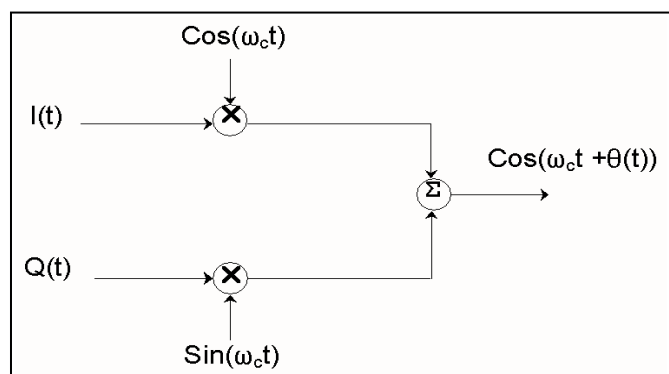 Cos(ω_ct)
I(t)
×
Cos(ω_ct +θ(t))
Σ
Q(t)
×
Sin(ω_ct)